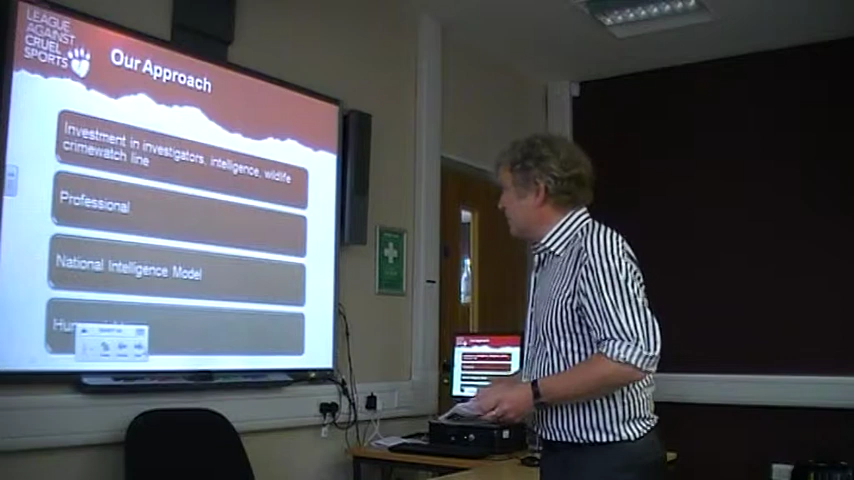 LEAGUE
AGAINST
CRUEL
SPORTS
Our Approach
Investment in investigators, intelligence, wildlife
crimewatch line
Professional
National Intelligence Model